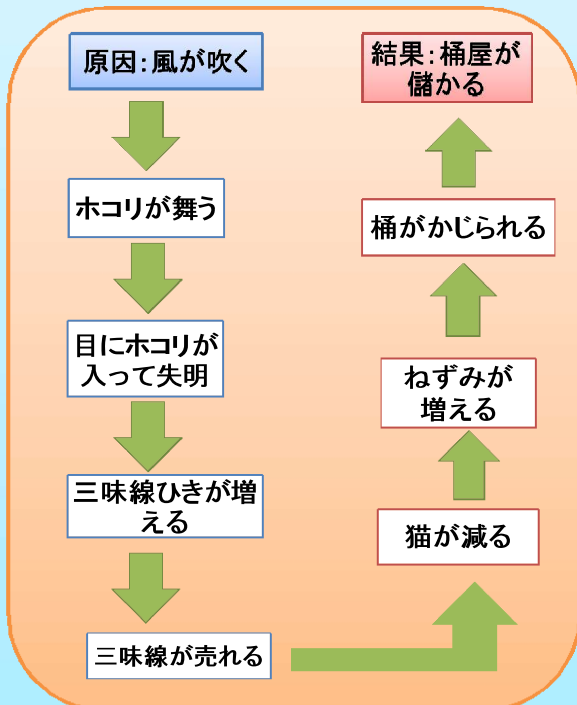 原因：風が吹く
ホコリが舞う
目にホコリが
入って失明
三味線ひきが増
える
三味線が売れる
猫が減る
ねずみが
増える
桶がかじられる
結果：桶屋が
儲かる